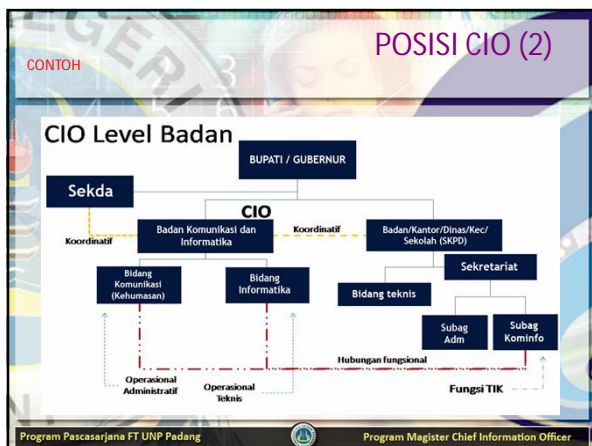 POSISI CIO (2)
CONTOH
CIO Level Badan
BUPATI / GUBERNUR
Sekda
CIO
Koordinatif
Badan Komunikasi dan
Informatika
Koordinatif
Badan/Kantor/Dinas/Kec/
Sekolah (SKPD)
Bidang
Komunikasi
(Kehumasan)
Bidang
Informatika
Bidang teknis
Sekretariat
Subag
Adm
Subag
Kominfo
Hubungan fungsional
Operasional
Administratif
Operasional
Teknis
Fungsi TIK
Program Pascasarjana FT UNP Padang
Program Magister Chief Information Officer